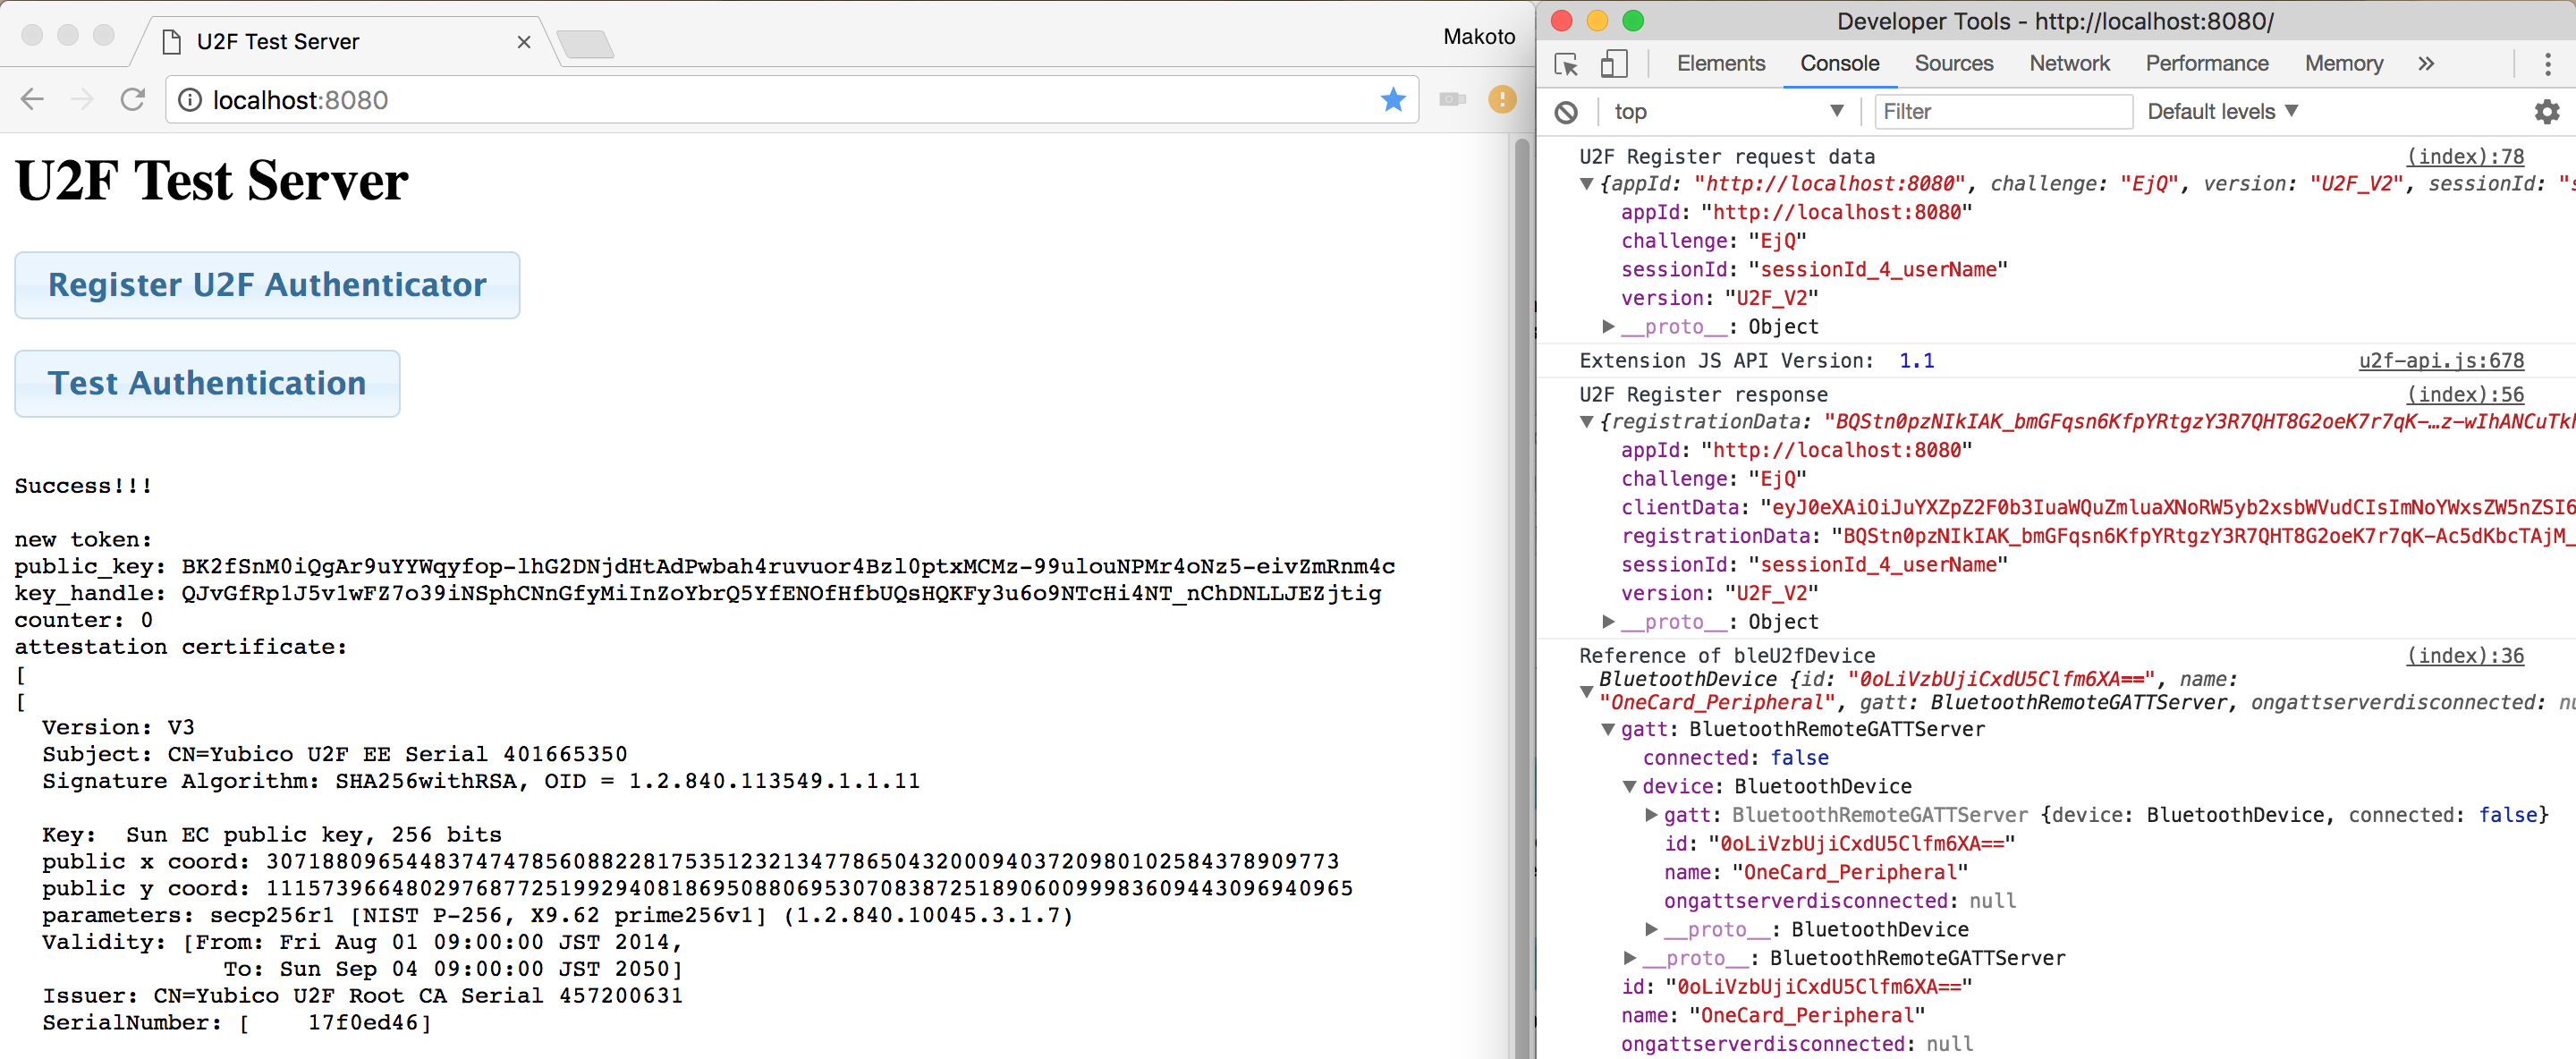 U2F Test Server
Makoto
localhost:8080
U2F Test Server
Register U2F Authenticator
Test Authentication
Success!!!
new token:
public_key: BK2fSnM0iQgAr9uYYWqyfop-lhG2DNjdHtAdPwbah4ruvuor4Bzl0ptxMCMz-99ulouNPMr4oNz5-eivZmRnm4c
key_handle: QJvGfRp1J5v1wFZ7o39iNSphCNnGfyMiInZoYbrQ5YfENOfHfbUQsHQKFy3u6o9NTcHi4NT_nChDNLLJEZjtig
counter: 0
attestation certificate:
[
[
Version: V3
Subject: CN=Yubico U2F EE Serial 401665350
Signature Algorithm: SHA256withRSA, OID = 1.2.840.113549.1.1.11
Key:  Sun EC public key, 256 bits
public x coord: 30718809654483747478560882281753512321347786504320009403720980102584378909773
public y coord: 111573966480297687725199294081869508806953070838725189060099983609443096940965
parameters: secp256r1 [NIST P-256, X9.62 prime256v1] (1.2.840.10045.3.1.7)
Validity: [From: Fri Aug 01 09:00:00 JST 2014,
To: Sun Sep 04 09:00:00 JST 2050]
Issuer: CN=Yubico U2F Root CA Serial 457200631
SerialNumber: [    17f0ed46]
Developer Tools - http://localhost:8080/
Elements Console Sources Network Performance Memory »
top Filter Default levels
U2F Register request data (index):78
{appId: "http://localhost:8080", challenge: "EjQ", version: "U2F_V2", sessionId: "s
appId: "http://localhost:8080"
challenge: "EjQ"
sessionId: "sessionId_4_userName"
version: "U2F_V2"
__proto__: Object
Extension JS API Version:  1.1 u2f-api.js:678
U2F Register response (index):56
{registrationData: "BQStn0pzNIkIAK_bmGFqsn6KfpYRtgzY3R7QHT8G2oeK7r7qK-…z-wIhANCuTkh
appId: "http://localhost:8080"
challenge: "EjQ"
clientData: "eyJ0eXAiOiJuYXZpZ2F0b3IuaWQuZmluaXNoRW5yb2xsbWVudCIsImNoYWxsZW5nZSI6
registrationData: "BQStn0pzNIkIAK_bmGFqsn6KfpYRtgzY3R7QHT8G2oeK7r7qK-Ac5dKbcTAjM_
sessionId: "sessionId_4_userName"
version: "U2F_V2"
__proto__: Object
Reference of bleU2fDevice (index):36
BluetoothDevice {id: "0oLiVzbUjiCxdU5Clfm6XA==", name:
"OneCard_Peripheral", gatt: BluetoothRemoteGATTServer, ongattserverdisconnected: nu
gatt: BluetoothRemoteGATTServer
connected: false
device: BluetoothDevice
gatt: BluetoothRemoteGATTServer {device: BluetoothDevice, connected: false}
id: "0oLiVzbUjiCxdU5Clfm6XA=="
name: "OneCard_Peripheral"
ongattserverdisconnected: null
__proto__: BluetoothDevice
__proto__: BluetoothRemoteGATTServer
id: "0oLiVzbUjiCxdU5Clfm6XA=="
name: "OneCard_Peripheral"
ongattserverdisconnected: null